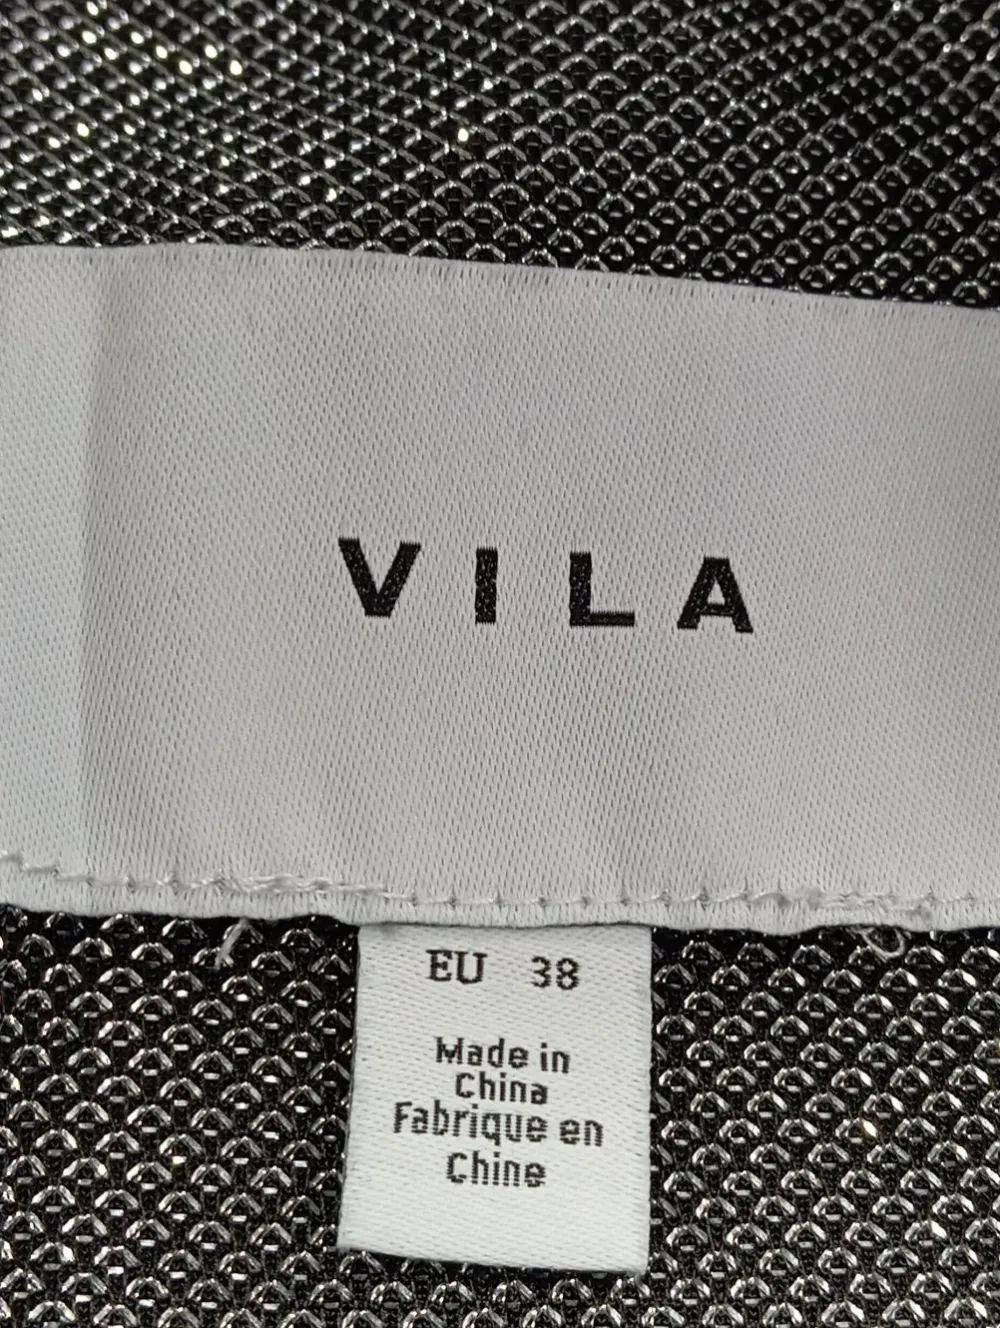 VILA
EU 38
Made in
China
Fabrique en
Chine